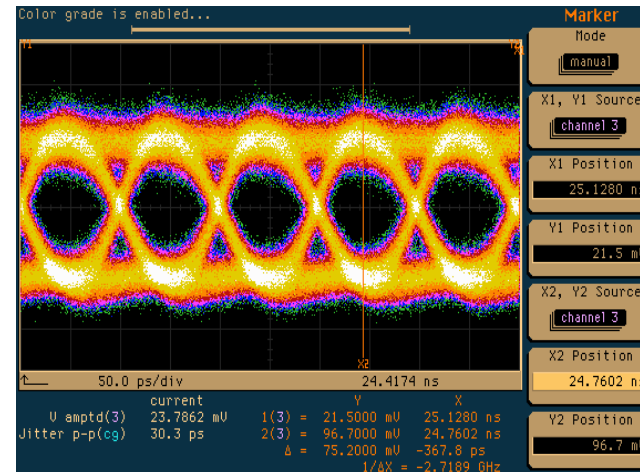 Color grade is enabled...
Marker
Mode
manual
X1, Y1 Source
channel 3
X1 Position
25.1280 ns
Y1 Position
21.5 m
X2, Y2 Source
channel 3
X2 Position
24.7602 ns
Y2 Position
96.7 m
Y1
X2
50.0 ps/div 24.4174 ns
current Y X
V amptd(3) 23.7862 mV 1(3) = 21.5000 mV 25.1280 ns
Jitter p-p(cg) 30.3 ps 2(3) = 96.7000 mV 24.7602 ns
Δ = 75.2000 mV -367.8 ps
1/ΔX = -2.7189 GHz